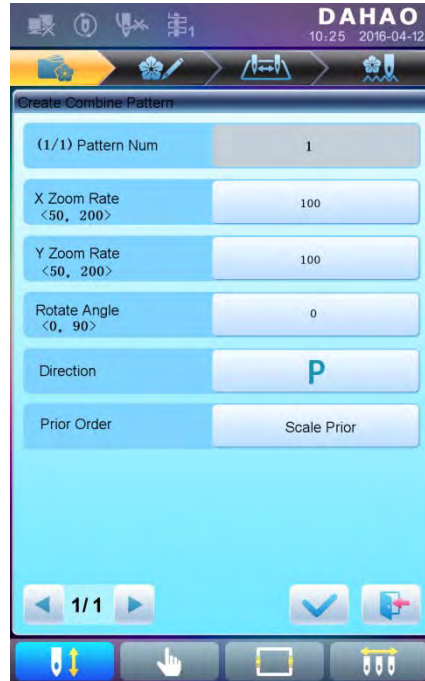 DAHAO
1
10:25 2016-04-12
Create Combine Pattern
(1/1) Pattern Num
1
X Zoom Rate
<50, 200>
100
Y Zoom Rate
<50, 200>
100
Rotate Angle
<0, 90>
0
Direction
P
Prior Order
Scale Prior
1/1